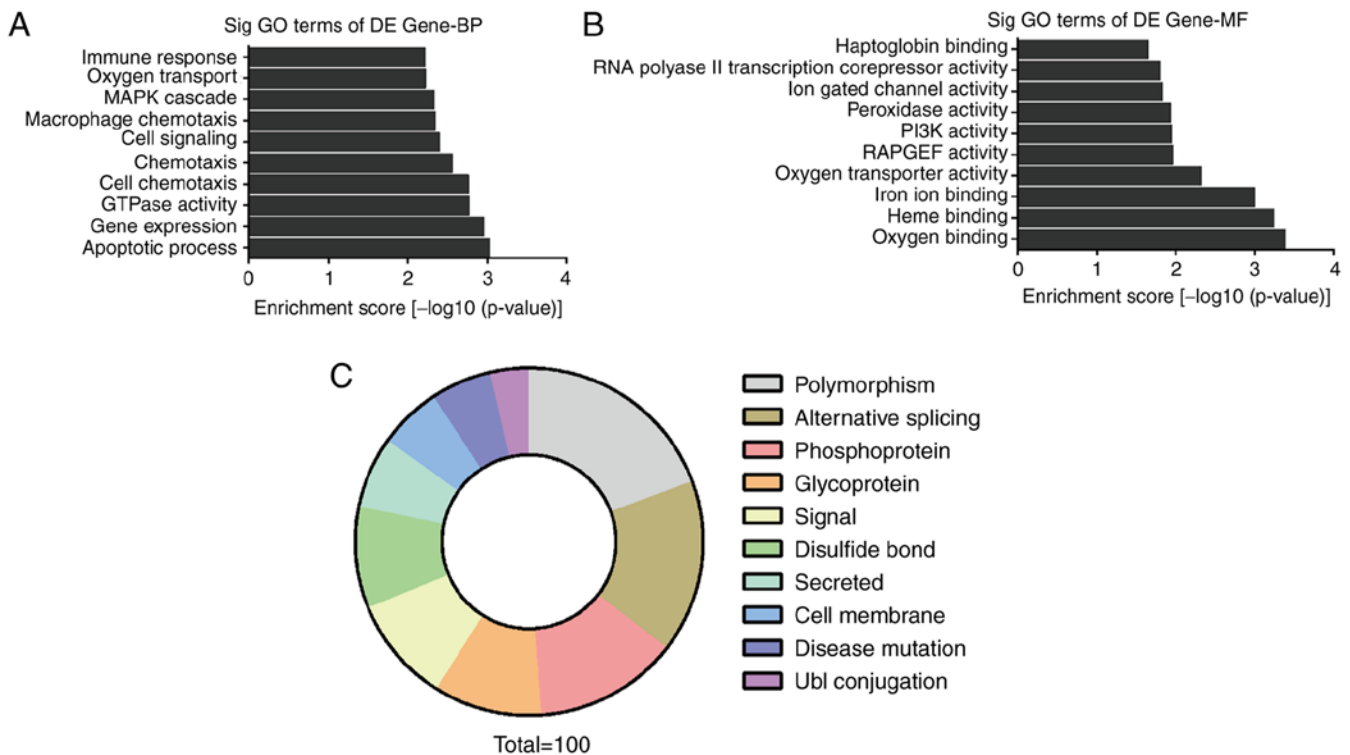 A
Sig GO terms of DE Gene-BP
Immune response
Oxygen transport
MAPK cascade
Macrophage chemotaxis
Cell signaling
Chemotaxis
Cell chemotaxis
GTPase activity
Gene expression
Apoptotic process
0 1 2 3 4
Enrichment score [−log10 (p-value)]
B
Sig GO terms of DE Gene-MF
Haptoglobin binding
RNA polyase II transcription corepressor activity
Ion gated channel activity
Peroxidase activity
PI3K activity
RAPGEF activity
Oxygen transporter activity
Iron ion binding
Heme binding
Oxygen binding
0 1 2 3 4
Enrichment score [−log10 (p-value)]
C
Polymorphism
Alternative splicing
Phosphoprotein
Glycoprotein
Signal
Disulfide bond
Secreted
Cell membrane
Disease mutation
Ubl conjugation
Total=100